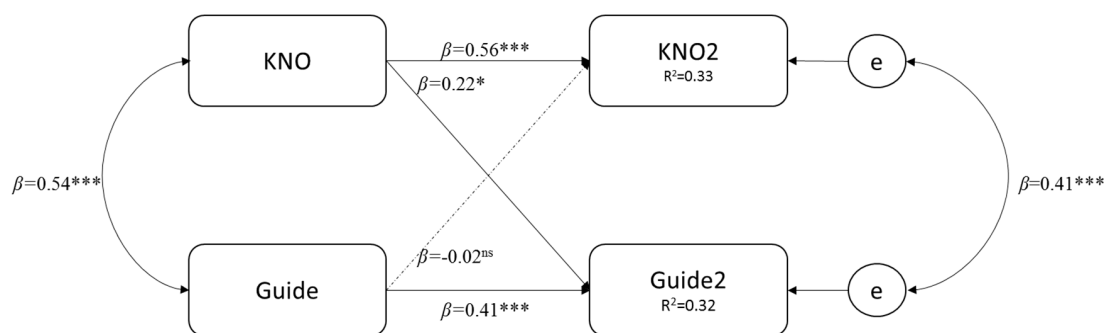 KNO
β=0.56***
KNO2
R²=0.33
e
β=0.22*
β=0.54***
β=0.41***
Guide
β=-0.02ns
β=0.41***
Guide2
R²=0.32
e